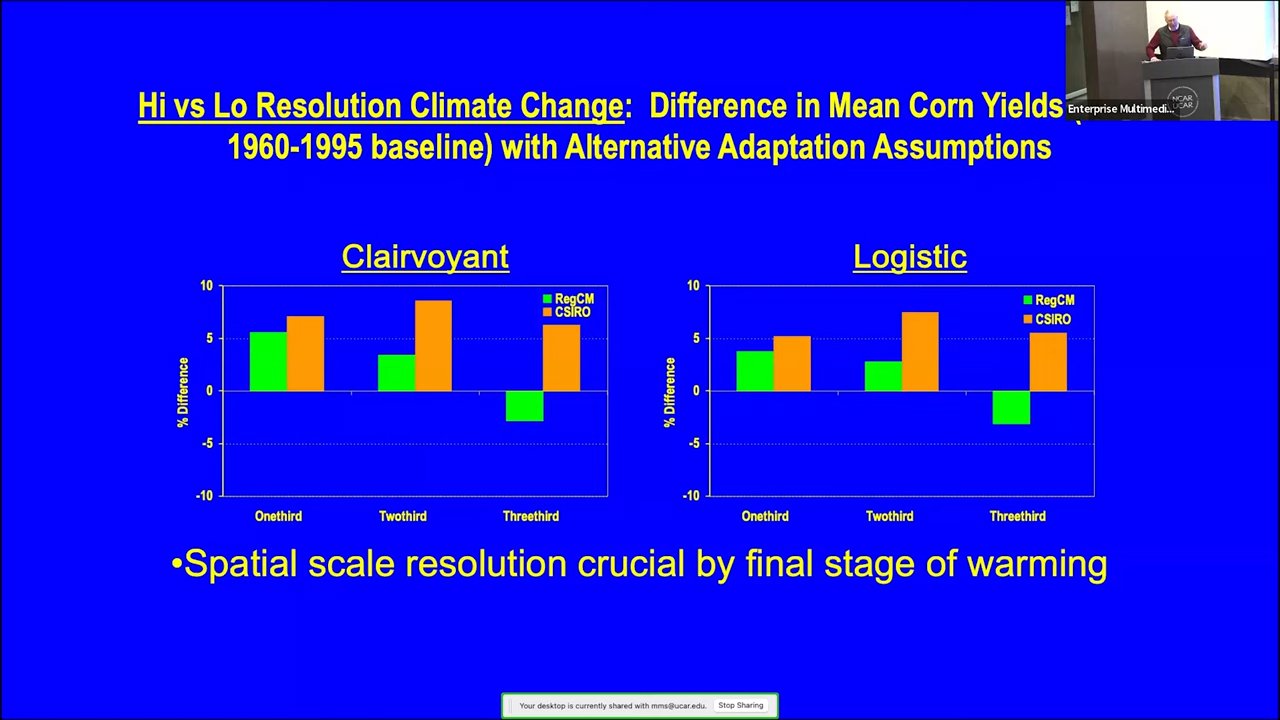 Hi vs Lo Resolution Climate Change: Difference in Mean Corn Yields
1960-1995 baseline) with Alternative Adaptation Assumptions
Enterprise Multimedi...
NCAR
UCAR
Clairvoyant
10
5
0
-5
-10
% Difference
RegCM
CSIRO
Onethird
Twothird
Threethird
Logistic
10
5
0
-5
-10
% Difference
RegCM
CSIRO
Onethird
Twothird
Threethird
•Spatial scale resolution crucial by final stage of warming
Your desktop is currently shared with mms@ucar.edu. Stop Sharing